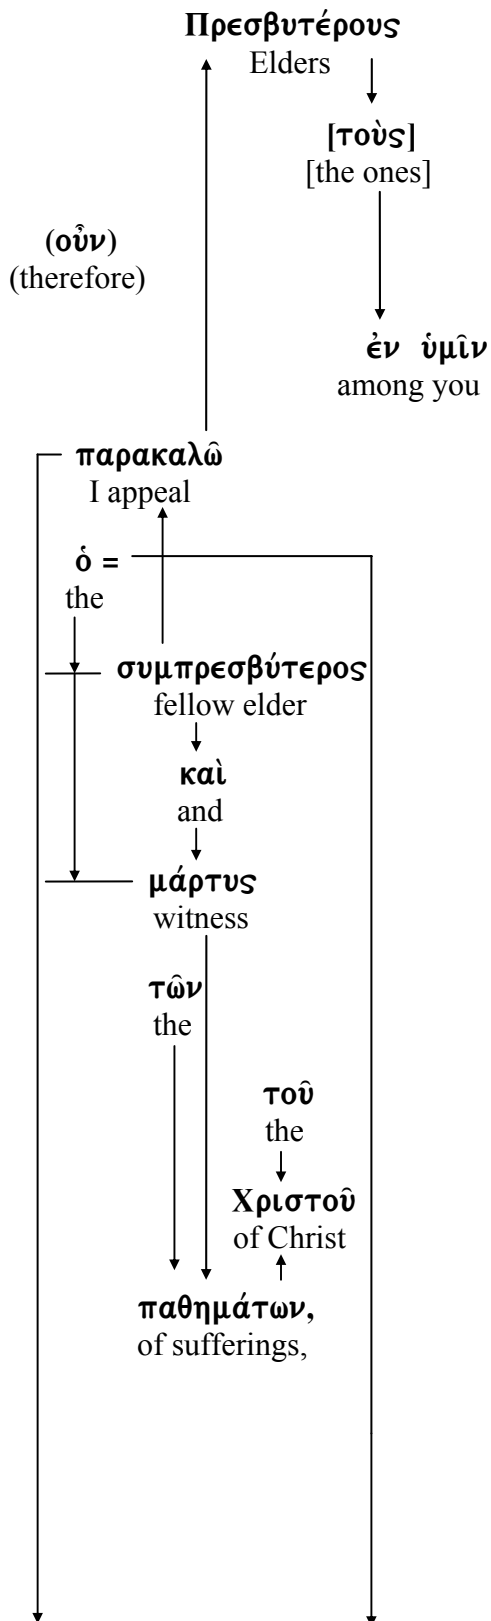 Πρεσβυτέρους
Elders
[τοὺς]
[the ones]
(οὖν)
(therefore)
ἐν ὑμῖν
among you
παρακαλῶ
I appeal
ὁ =
the
συμπρεσβύτερος
fellow elder
καὶ
and
μάρτυς
witness
τῶν
the
τοῦ
the
Χριστοῦ
of Christ
παθημάτων,
of sufferings,